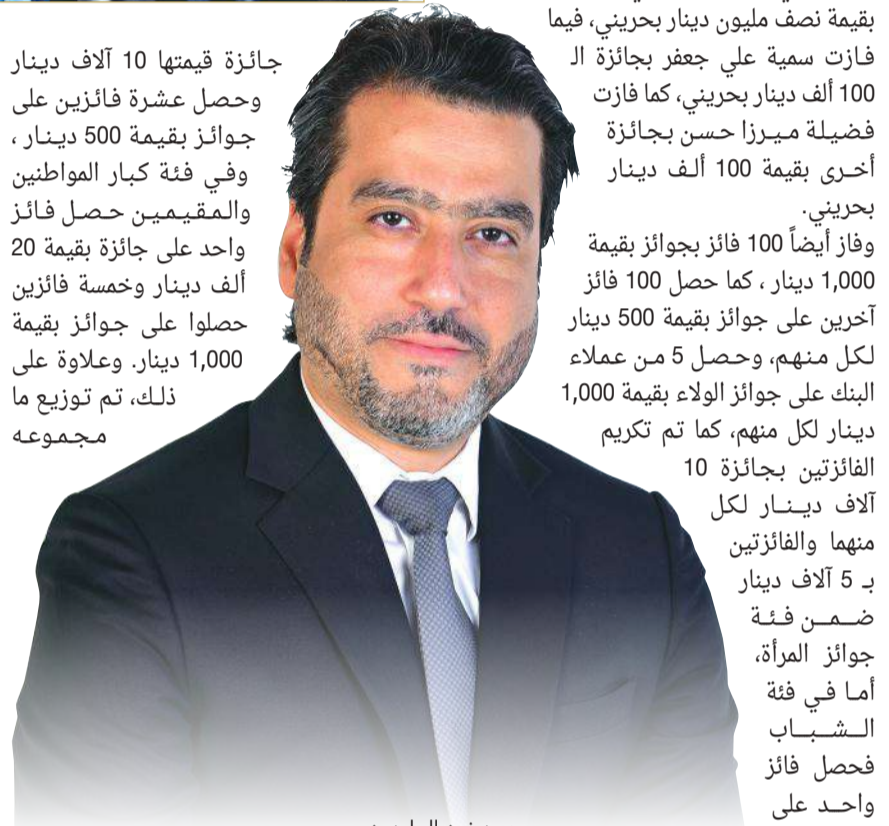 بقيمة نصف مليون دينار بحريني، فيما
فازت سمية علي جعفر بجائزة الـ
100 ألف دينار بحريني، كما فازت
فضيلة ميرزا حسن بجائزة
أخرى بقيمة 100 ألف دينار
بحريني.
وفاز أيضاً 100 فائز بجوائز بقيمة
1,000 دينار ، كما حصل 100 فائز
آخرين على جوائز بقيمة 500 دينار
لكل منهم، وحصل 5 من عملاء
البنك على جوائز الولاء بقيمة 1,000
دينار لكل منهم، كما تم تكريم
الفائزتين بجائزة 10
آلاف دينار لكل
منهما والفائزتين
بـ 5 آلاف دينار
ضمن فئة
جوائز المرأة،
أما في فئة
الشباب
فحصل فائز
واحد على
جائزة قيمتها 10 آلاف دينار
وحصل عشرة فائزين على
جوائز بقيمة 500 دينار ،
وفي فئة كبار المواطنين
والمقيمين حصل فائز
واحد على جائزة بقيمة 20
ألف دينار وخمسة فائزين
حصلوا على جوائز بقيمة
1,000 دينار. وعلاوة على
ذلك، تم توزيع ما
مجموعه